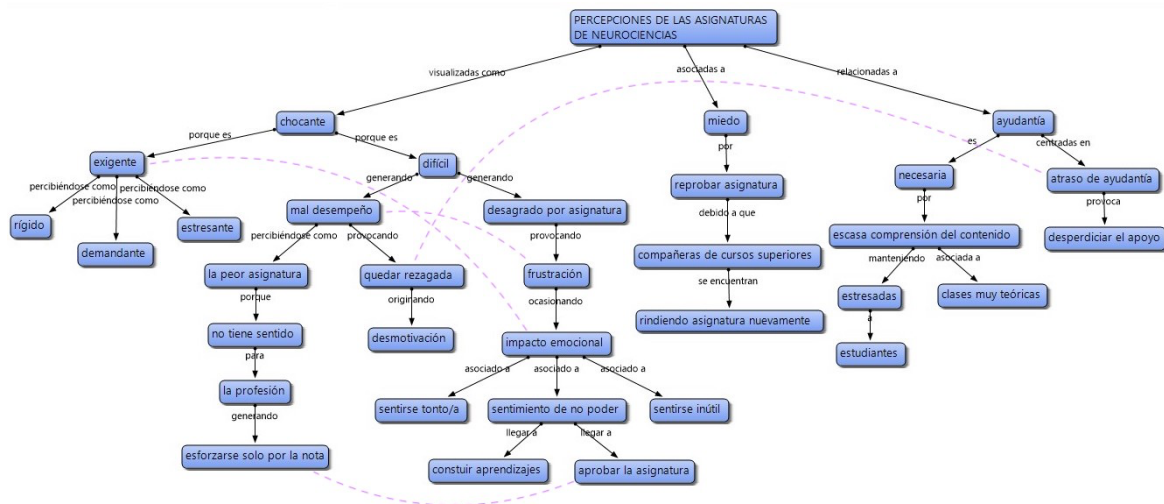 PERCEPCIONES DE LAS ASIGNATURAS
DE NEUROCIENCIAS
visualizadas como
asociadas a
relacionadas a
chocante
miedo
ayudantía
porque es
porque es
por
es
centradas en
exigente
difícil
reprobar asignatura
necesaria
atraso de ayudantía
percibiéndose como
percibiéndose como
percibiéndose como
generando
generando
debido a que
por
provoca
rígido
demandante
estresante
mal desempeño
desagrado por asignatura
compañeras de cursos superiores
escasa comprensión del contenido
desperdiciar el apoyo
percibiéndose como
provocando
provocando
se encuentran
manteniendo
asociada a
la peor asignatura
quedar rezagada
frustración
rindiendo asignatura nuevamente
estresadas
clases muy teóricas
porque
originando
ocasionando
a
no tiene sentido
desmotivación
impacto emocional
estudiantes
para
asociado a
asociado a
asociado a
la profesión
sentirse tonto/a
sentimiento de no poder
sentirse inútil
generando
llegar a
llegar a
esforzarse solo por la nota
constuir aprendizajes
aprobar la asignatura